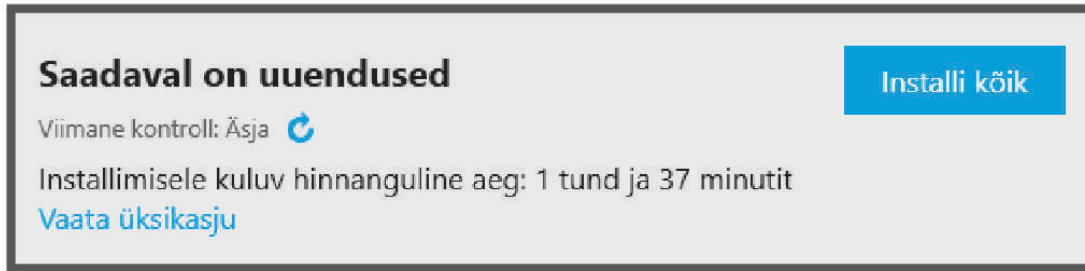 Saadaval on uuendused
Installi kõik
Viimane kontroll: Äsja
Installimisele kuluv hinnanguline aeg: 1 tund ja 37 minutit
Vaata üksikasju